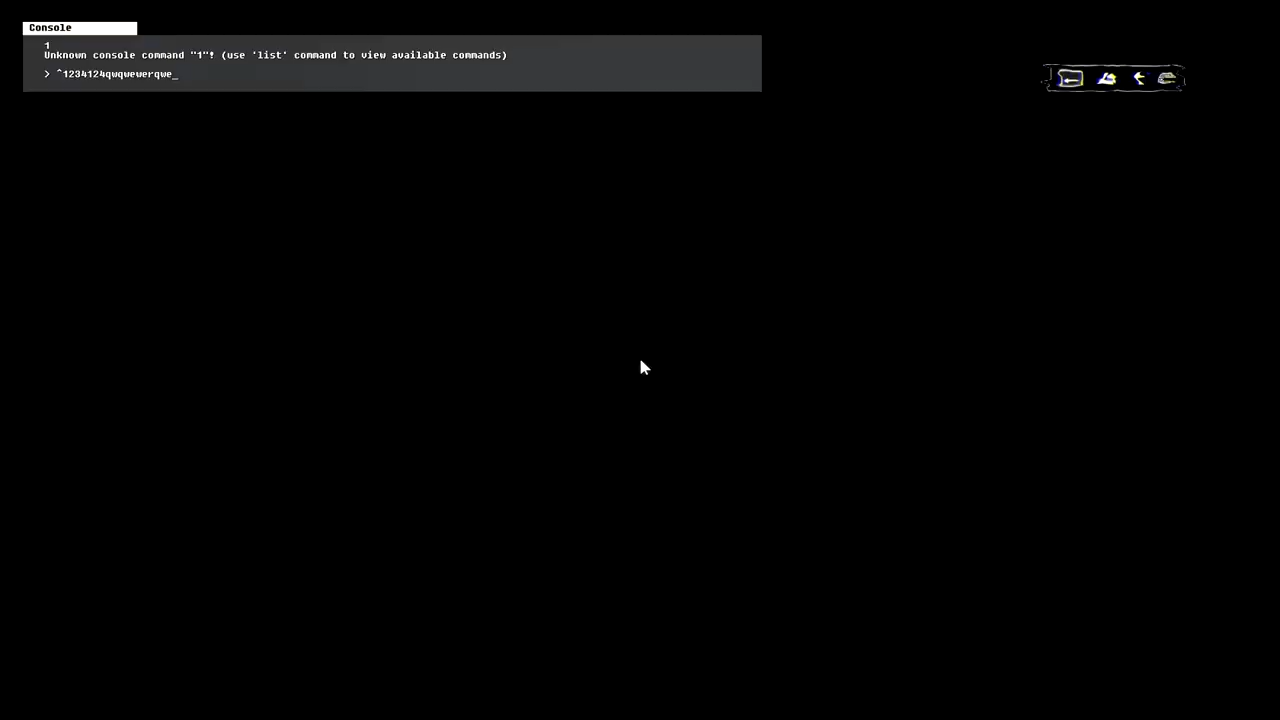 Console
1
Unknown console command "1"! (use 'list' command to view available commands)
> ^1234124qwqwewerqwe_